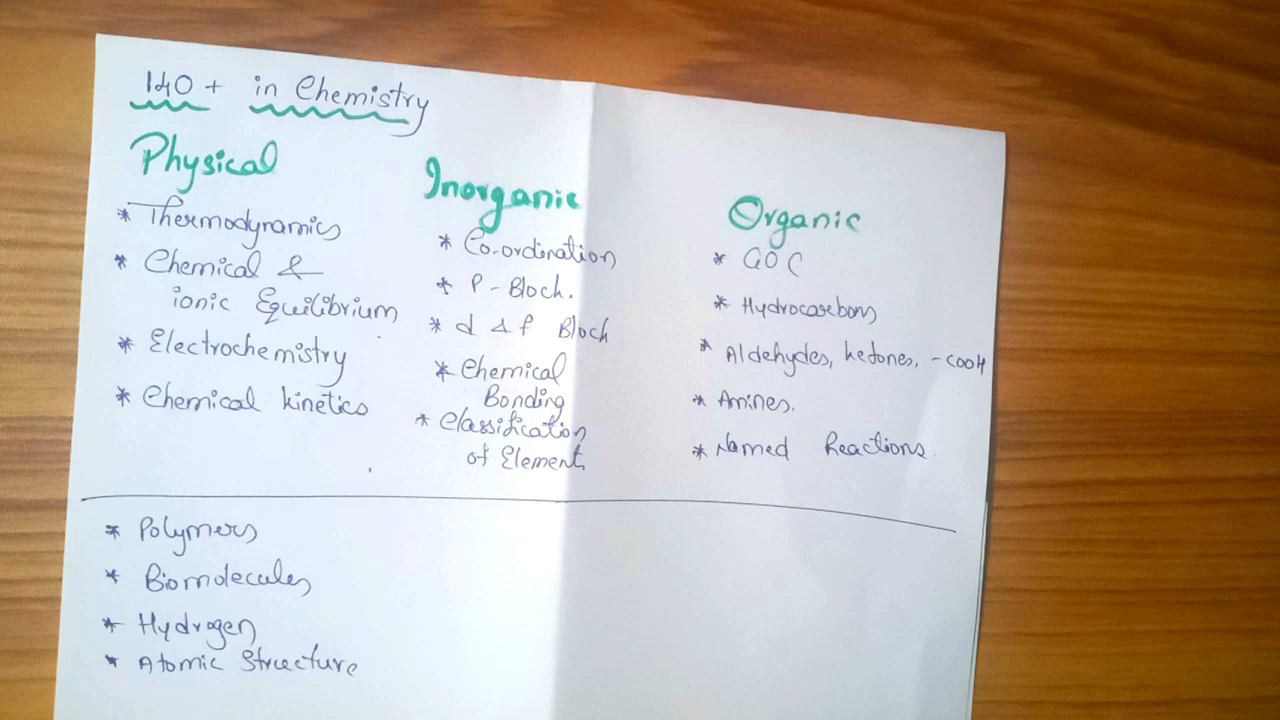 140+ in Chemistry
Physical
* Thermodynamics
* Chemical &
ionic Equilibrium
* Electrochemistry
* Chemical kinetics
Inorganic
* Co-ordination
* P-Block.
* d & f Block
* Chemical
Bonding
* Classification
of Element
Organic
* GOC
* Hydrocarbons
* Aldehydes, ketones, -COOH
* Amines.
* Named Reactions.
* Polymers
* Biomolecules
* Hydrogen
* Atomic Structure